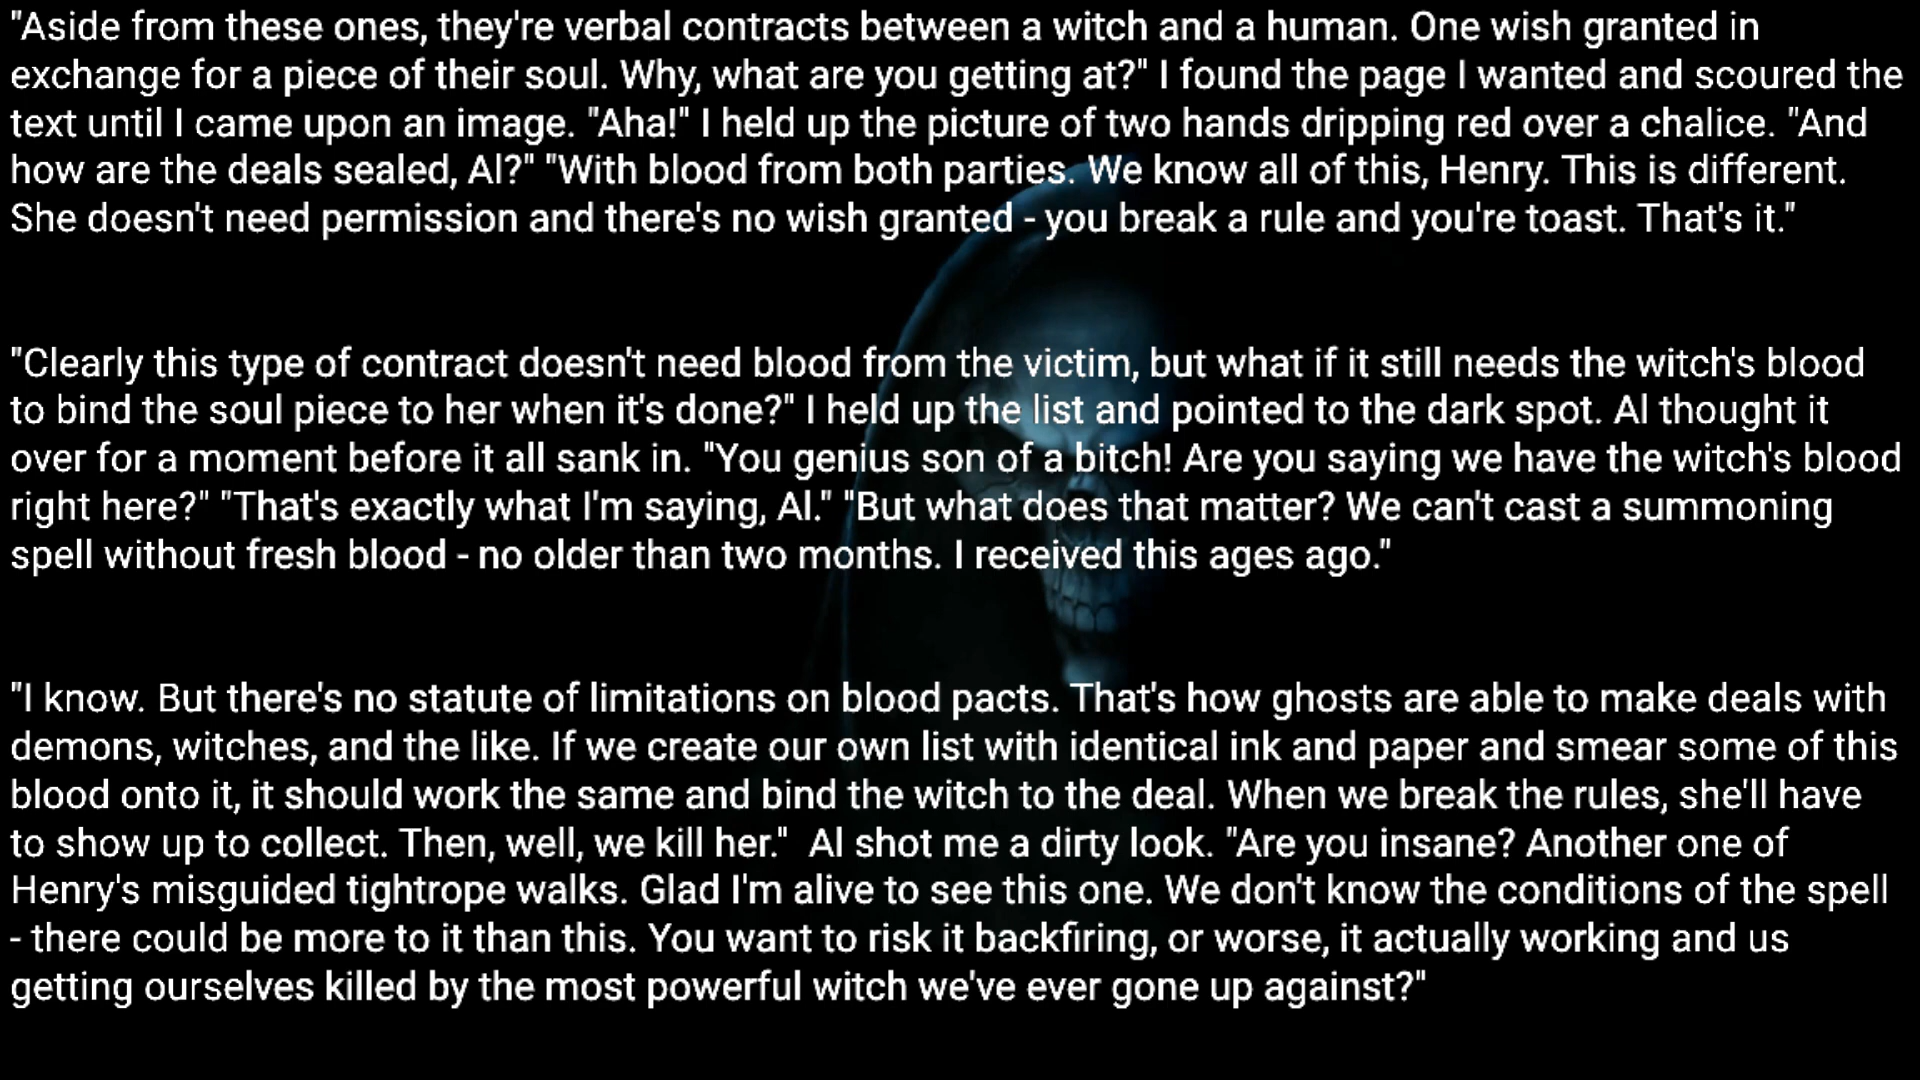 "Aside from these ones, they're verbal contracts between a witch and a human. One wish granted in
exchange for a piece of their soul. Why, what are you getting at?" I found the page I wanted and scoured the
text until I came upon an image. "Aha!" I held up the picture of two hands dripping red over a chalice. "And
how are the deals sealed, Al?" "With blood from both parties. We know all of this, Henry. This is different.
She doesn't need permission and there's no wish granted - you break a rule and you're toast. That's it."
"Clearly this type of contract doesn't need blood from the victim, but what if it still needs the witch's blood
to bind the soul piece to her when it's done?" I held up the list and pointed to the dark spot. Al thought it
over for a moment before it all sank in. "You genius son of a bitch! Are you saying we have the witch's blood
right here?" "That's exactly what I'm saying, Al." "But what does that matter? We can't cast a summoning
spell without fresh blood - no older than two months. I received this ages ago."
"I know. But there's no statute of limitations on blood pacts. That's how ghosts are able to make deals with
demons, witches, and the like. If we create our own list with identical ink and paper and smear some of this
blood onto it, it should work the same and bind the witch to the deal. When we break the rules, she'll have
to show up to collect. Then, well, we kill her."  Al shot me a dirty look. "Are you insane? Another one of
Henry's misguided tightrope walks. Glad I'm alive to see this one. We don't know the conditions of the spell
- there could be more to it than this. You want to risk it backfiring, or worse, it actually working and us
getting ourselves killed by the most powerful witch we've ever gone up against?"